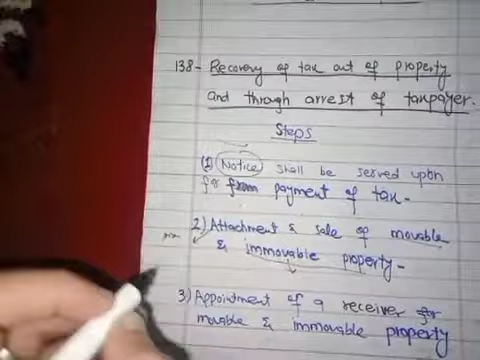 138- Recovery of tax out of property
and through arrest of taxpayer.
Steps
(1) Notice shall be served upon
for payment of tax.
2) Attachment & sale of movable
& immovable property-
3) Appointment of a receiver for
movable & immovable property